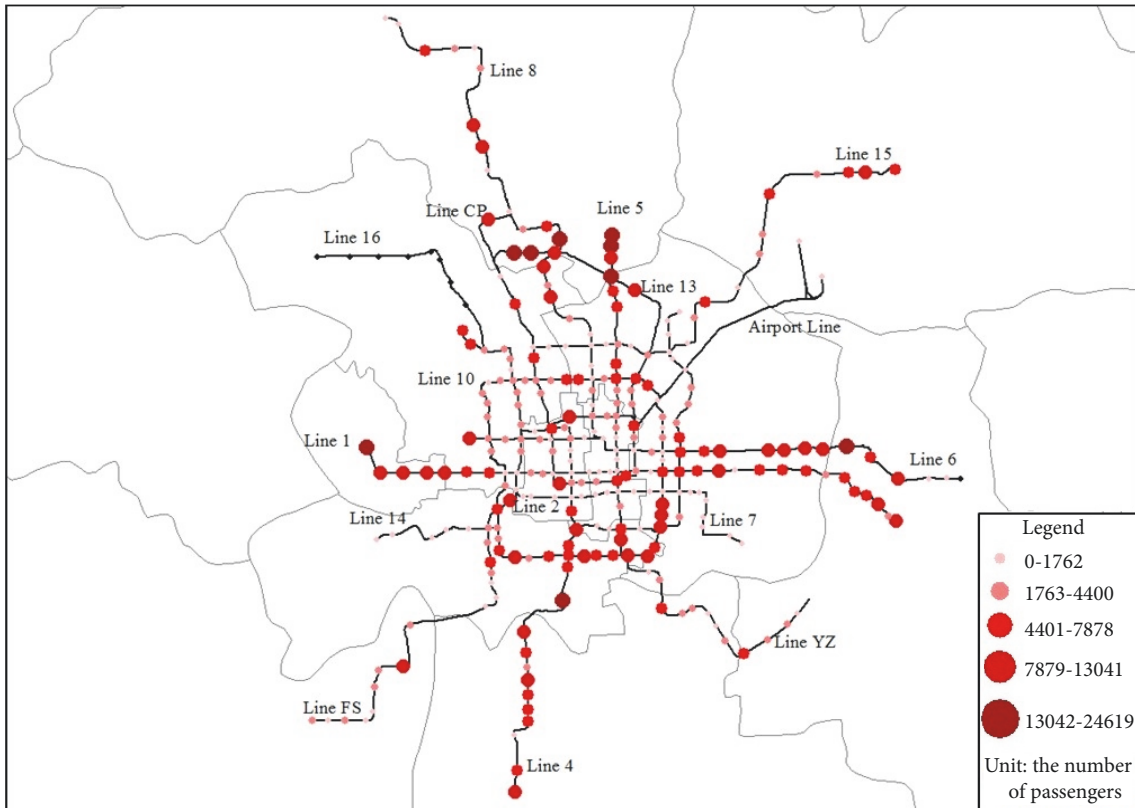 Line 8
Line 15
Line CP
Line 5
Line 16
Line 13
Airport Line
Line 10
Line 1
Line 6
Line 2
Line 14
Line 7
Line YZ
Line FS
Line 4
Legend
0-1762
1763-4400
4401-7878
7879-13041
13042-24619
Unit: the number
of passengers